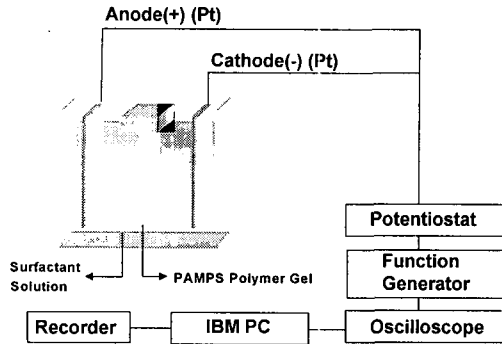 Anode(+) (Pt)
Cathode(-) (Pt)
Potentiostat
Function
Generator
Surfactant
Solution
PAMPS Polymer Gel
Recorder
IBM PC
Oscilloscope